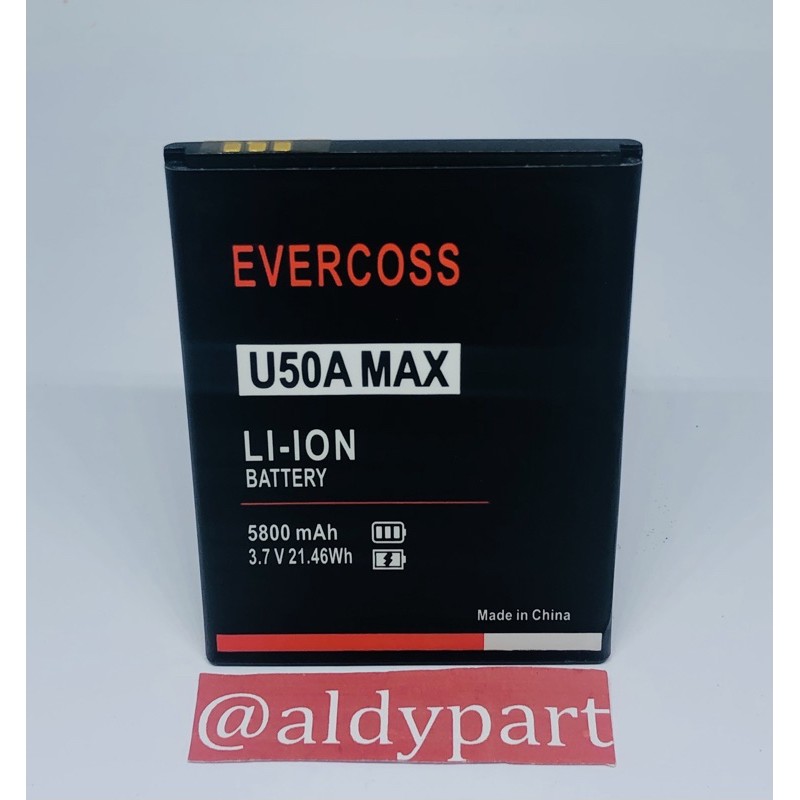 EVERCOSS
U50A MAX
LI-ION
BATTERY
5800 mAh
3.7 V 21.46Wh
Made in China
@aldypart